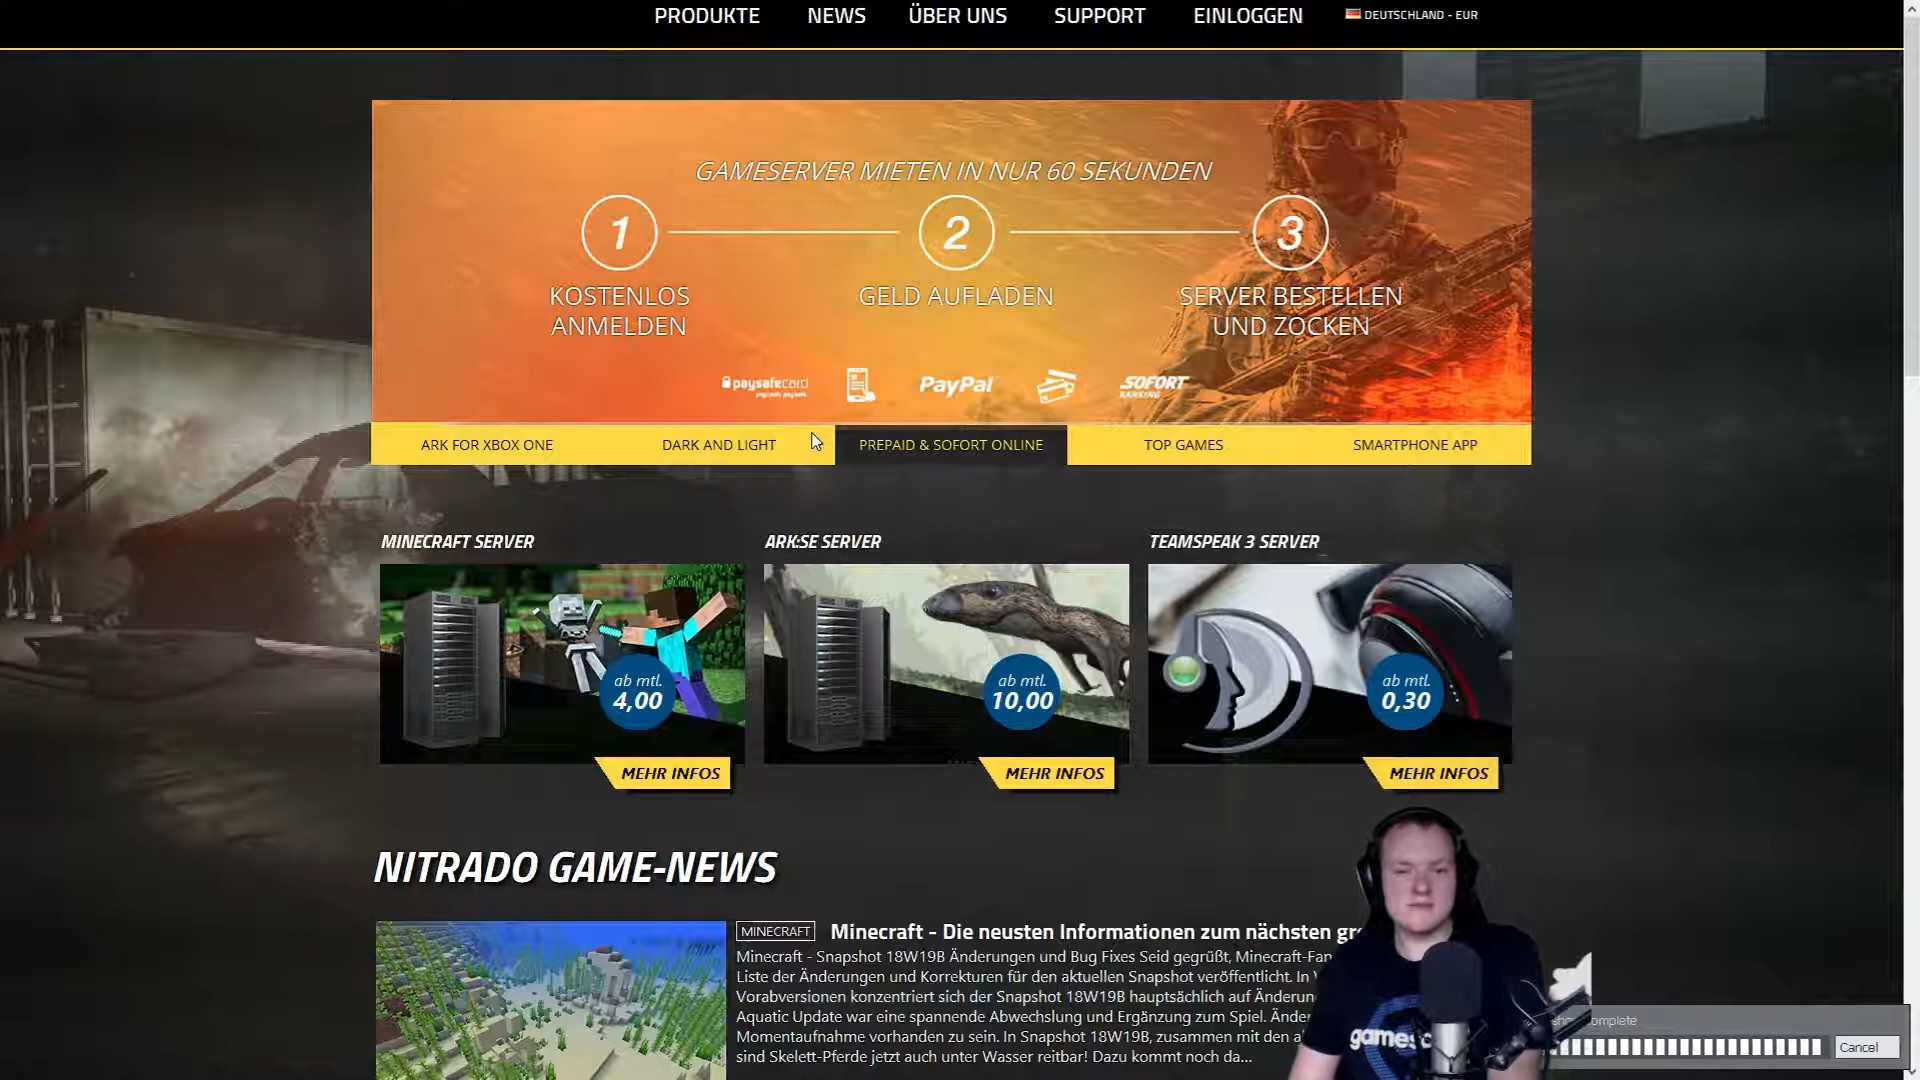 PRODUKTE NEWS ÜBER UNS SUPPORT EINLOGGEN DEUTSCHLAND - EUR
GAMESERVER MIETEN IN NUR 60 SEKUNDEN
1 2 3
KOSTENLOS ANMELDEN
GELD AUFLADEN
SERVER BESTELLEN UND ZOCKEN
paysafecard PayPal SOFORT BANKING
ARK FOR XBOX ONE DARK AND LIGHT PREPAID & SOFORT ONLINE TOP GAMES SMARTPHONE APP
MINECRAFT SERVER ARK:SE SERVER TEAMSPEAK 3 SERVER
ab mtl. ab mtl. ab mtl.
4,00 10,00 0,30
MEHR INFOS MEHR INFOS MEHR INFOS
NITRADO GAME-NEWS
MINECRAFT Minecraft - Die neusten Informationen zum nächsten gr
Minecraft - Snapshot 18W19B Änderungen und Bug Fixes Seid gegrüßt, Minecraft-Fan
Liste der Änderungen und Korrekturen für den aktuellen Snapshot veröffentlicht. In
Vorabversionen konzentriert sich der Snapshot 18W19B hauptsächlich auf Änderun
Aquatic Update war eine spannende Abwechslung und Ergänzung zum Spiel. Ände
Momentaufnahme vorhanden zu sein. In Snapshot 18W19B, zusammen mit den a
sind Skelett-Pferde jetzt auch unter Wasser reitbar! Dazu kommt noch da...
gamesc
omplete
Cancel